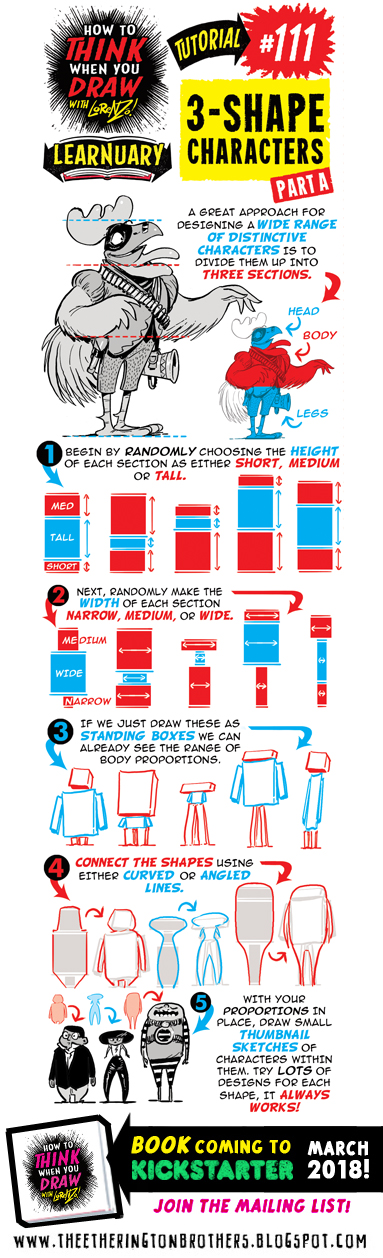 HOW TO
THINK
WHEN YOU
DRAW
WITH LORENZO!
LEARNUARY
TUTORIAL
#111
3-SHAPE
CHARACTERS
PART A
A GREAT APPROACH FOR
DESIGNING A WIDE RANGE
OF DISTINCTIVE
CHARACTERS IS TO
DIVIDE THEM UP INTO
THREE SECTIONS.
HEAD
BODY
LEGS
1 BEGIN BY RANDOMLY CHOOSING THE HEIGHT
OF EACH SECTION AS EITHER SHORT, MEDIUM
OR TALL.
MED
TALL
SHORT
2 NEXT, RANDOMLY MAKE THE
WIDTH OF EACH SECTION
NARROW, MEDIUM, OR WIDE.
MEDIUM
WIDE
NARROW
3 IF WE JUST DRAW THESE AS
STANDING BOXES WE CAN
ALREADY SEE THE RANGE OF
BODY PROPORTIONS.
4 CONNECT THE SHAPES USING
EITHER CURVED OR ANGLED
LINES.
5 WITH YOUR
PROPORTIONS IN
PLACE, DRAW SMALL
THUMBNAIL
SKETCHES OF
CHARACTERS WITHIN
THEM. TRY LOTS OF
DESIGNS FOR EACH
SHAPE, IT ALWAYS
WORKS!
HOW TO
THINK
WHEN YOU
DRAW
WITH LORENZO!
BOOK COMING TO
KICKSTARTER
MARCH
2018!
JOIN THE MAILING LIST!
WWW.THEETHERINGTONBROTHERS.BLOGSPOT.COM